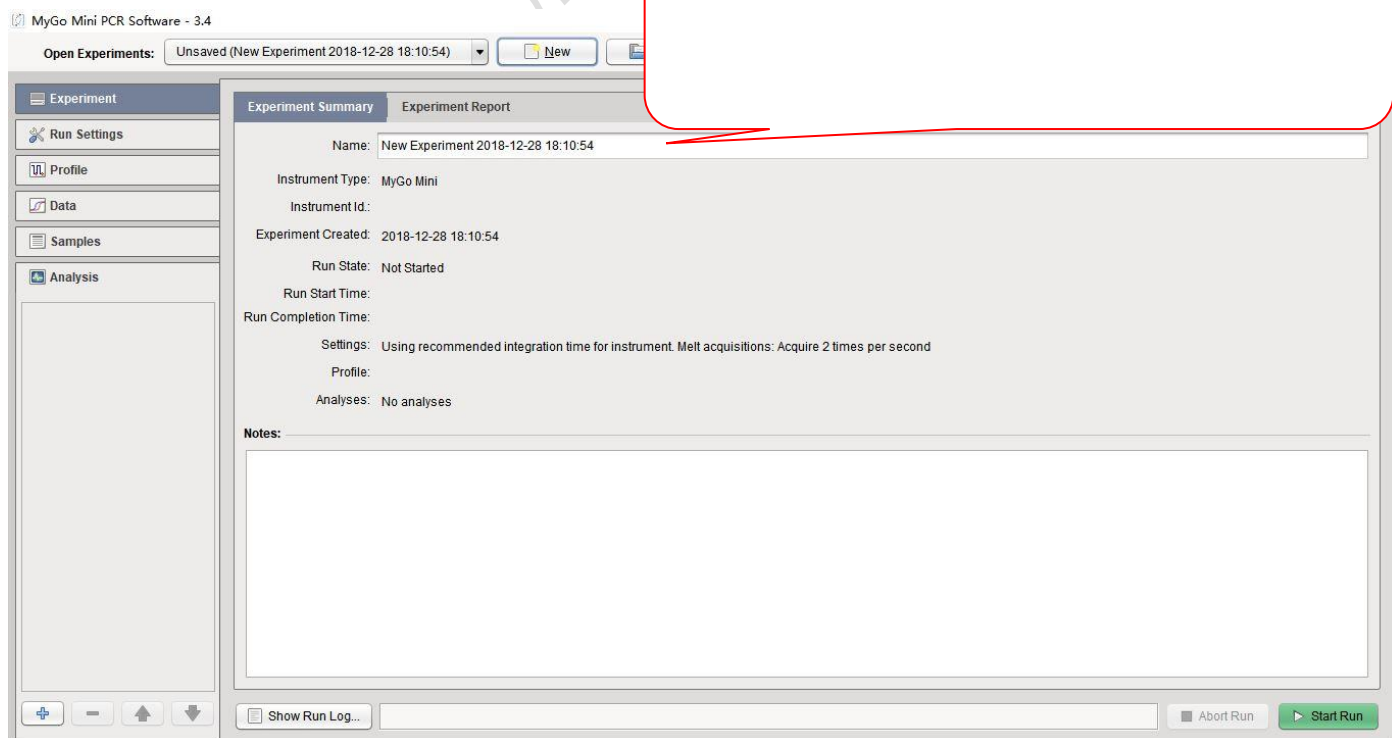 MyGo Mini PCR Software - 3.4
Open Experiments: Unsaved (New Experiment 2018-12-28 18:10:54) New
Experiment
Run Settings
Profile
Data
Samples
Analysis
Experiment Summary Experiment Report
Name: New Experiment 2018-12-28 18:10:54
Instrument Type: MyGo Mini
Instrument Id.:
Experiment Created: 2018-12-28 18:10:54
Run State: Not Started
Run Start Time:
Run Completion Time:
Settings: Using recommended integration time for instrument. Melt acquisitions: Acquire 2 times per second
Profile:
Analyses: No analyses
Notes:
Show Run Log... Abort Run Start Run